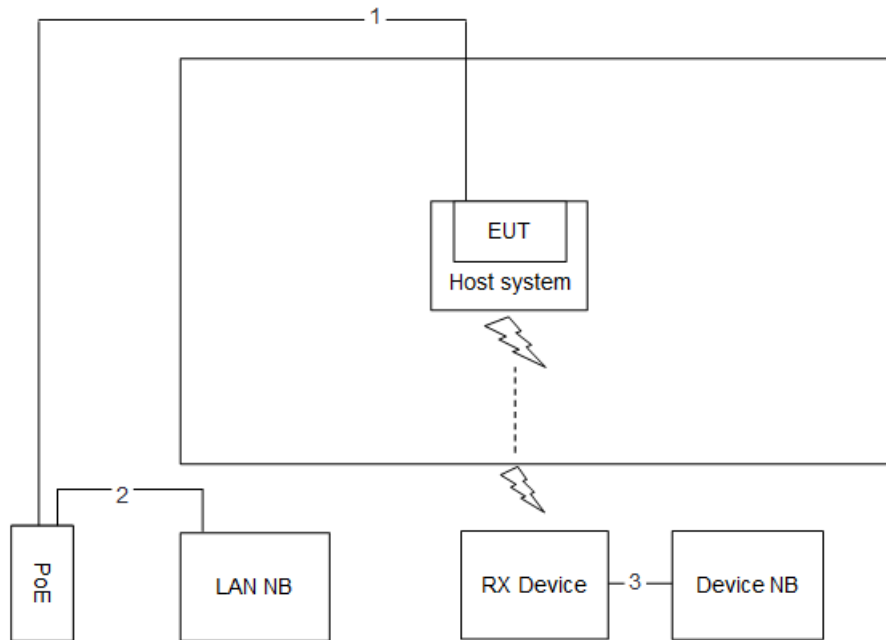 1
EUT
Host system
2
PoE
LAN NB
RX Device
3
Device NB